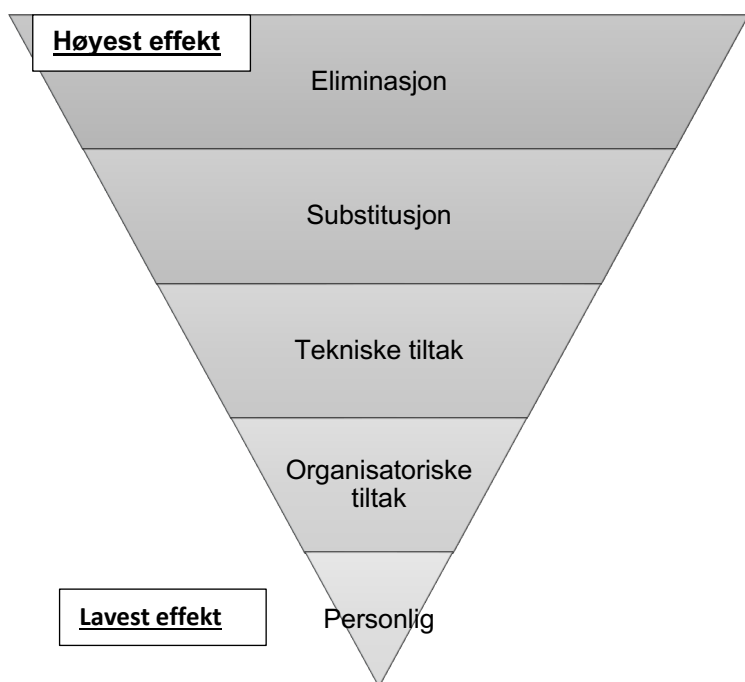 Høyest effekt
Eliminasjon
Substitusjon
Tekniske tiltak
Organisatoriske
tiltak
Lavest effekt
Personlig